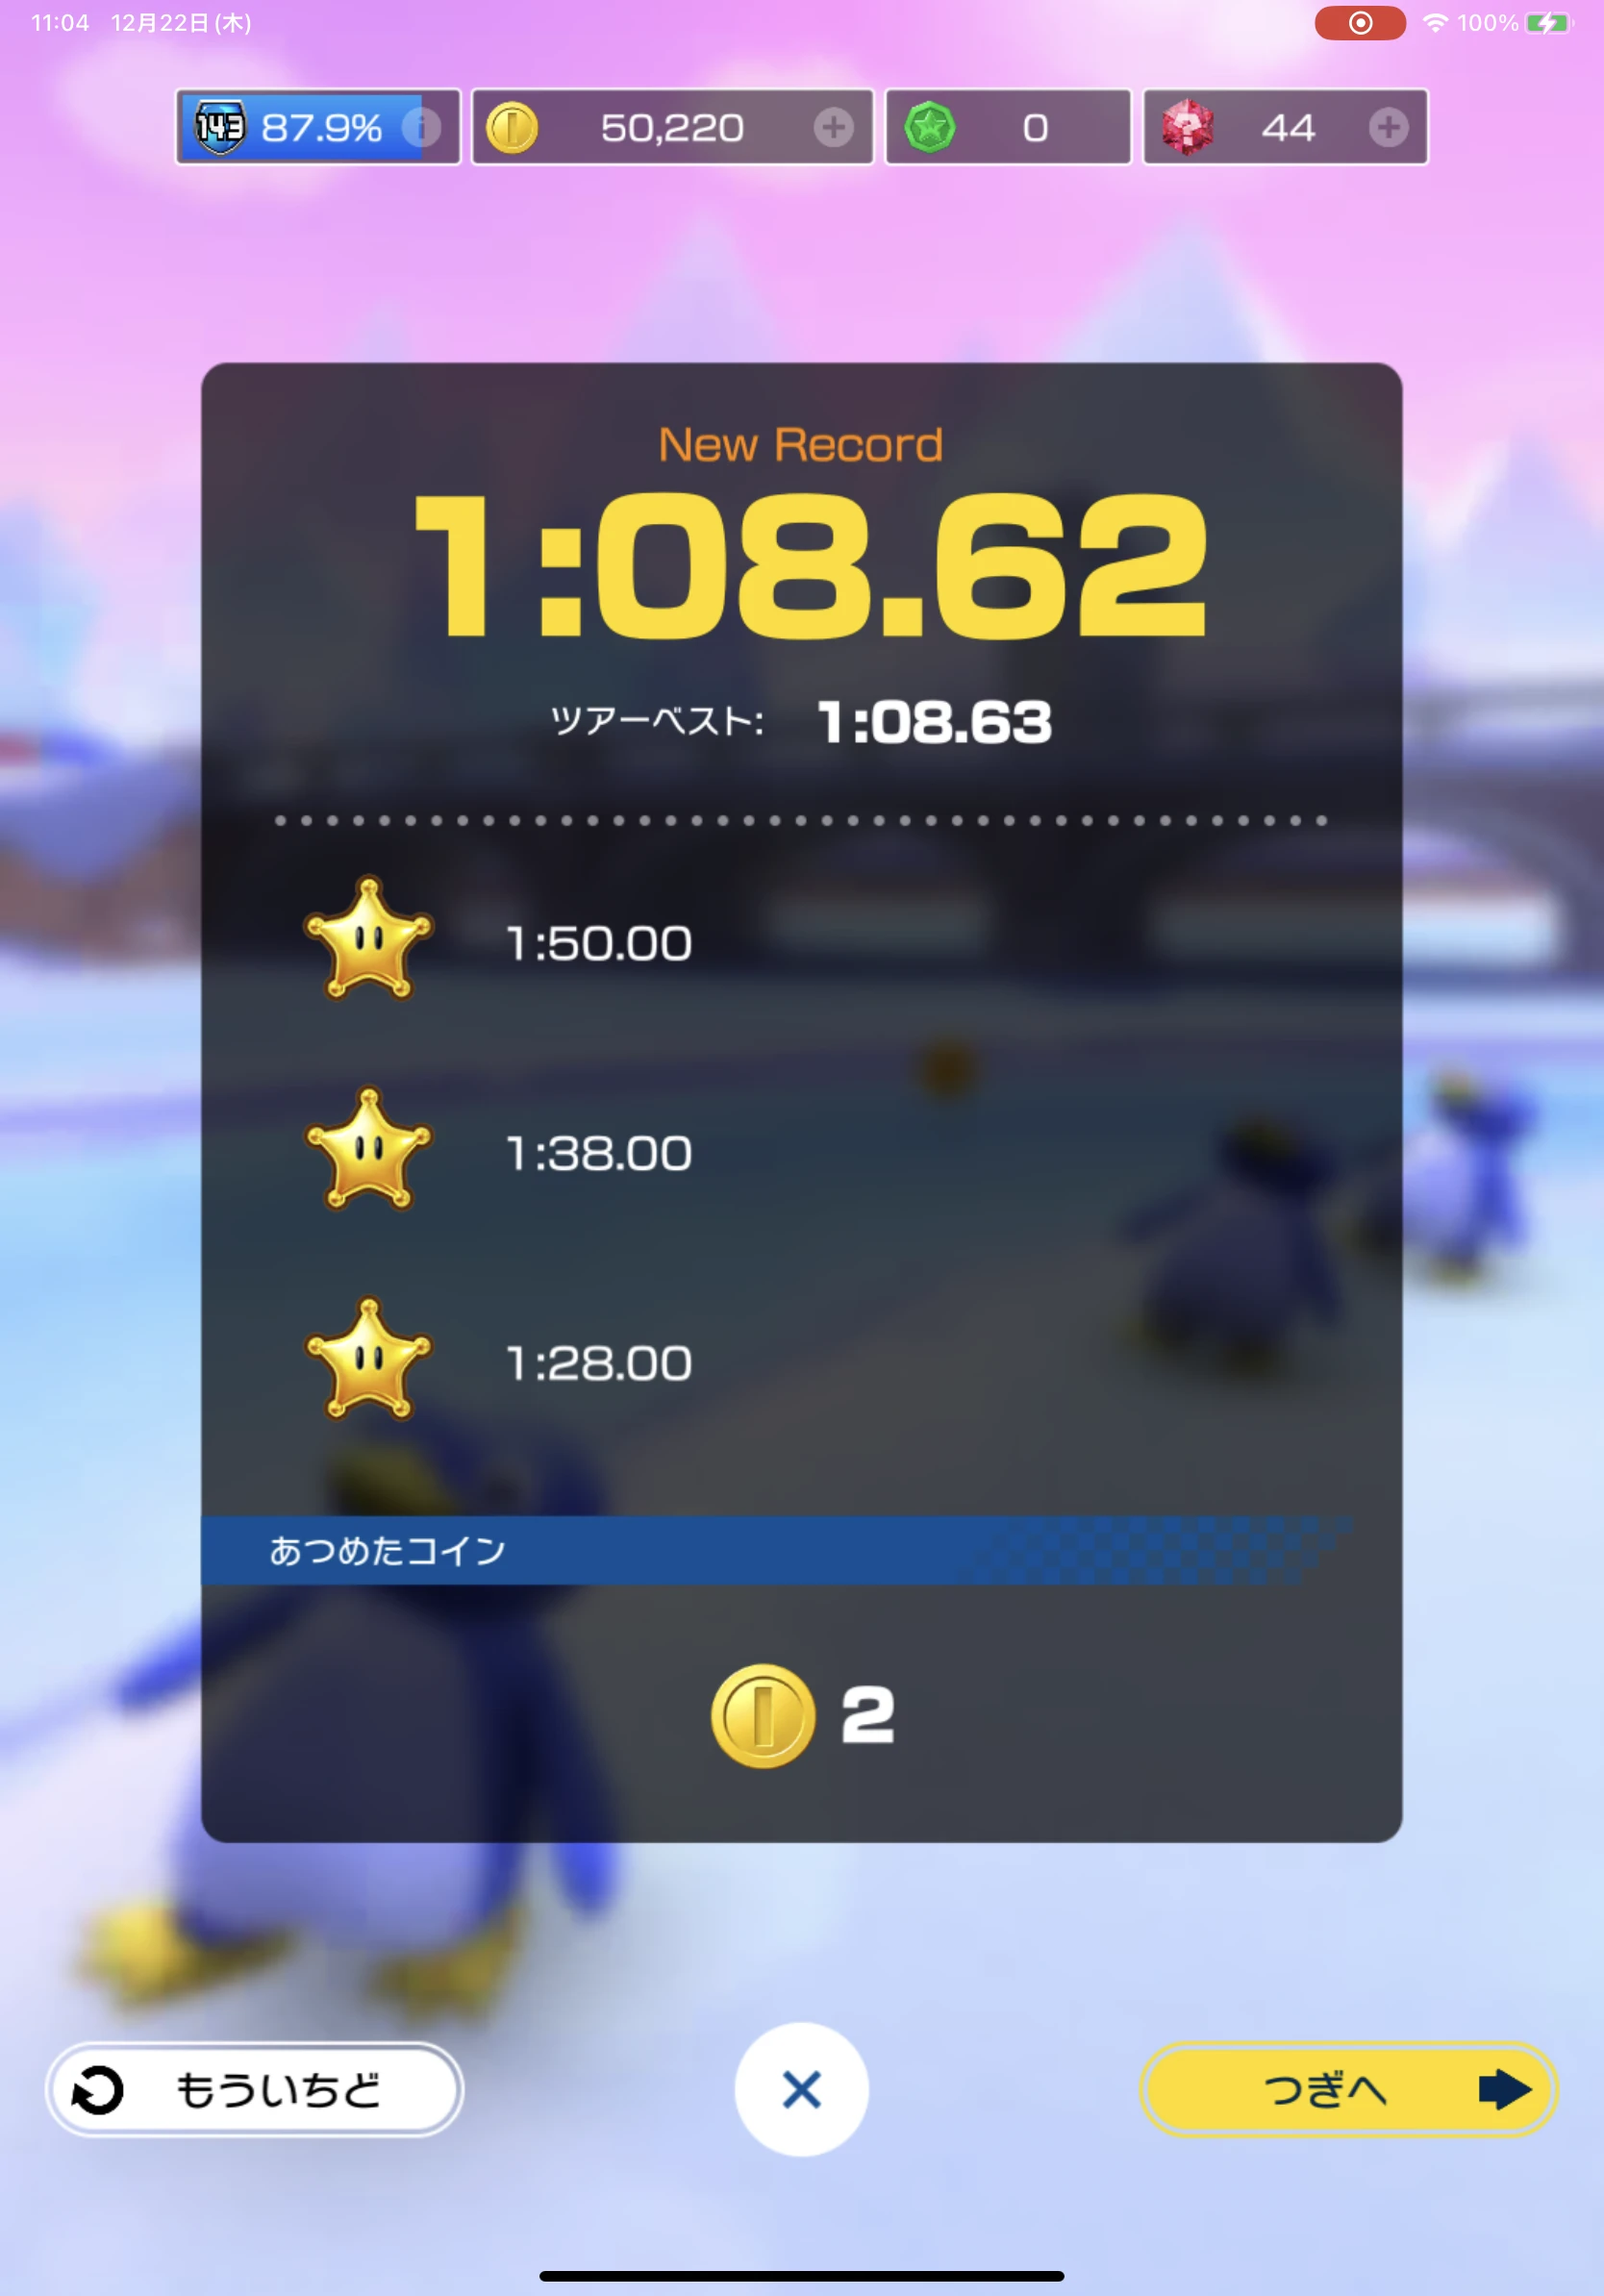 11:04 12月22日(木) 100%
143 87.9% i 50,220 + 0 ? 44 +
New Record
1:08.62
ツアーベスト: 1:08.63
1:50.00
1:38.00
1:28.00
あつめたコイン
2
もういちど × つぎへ